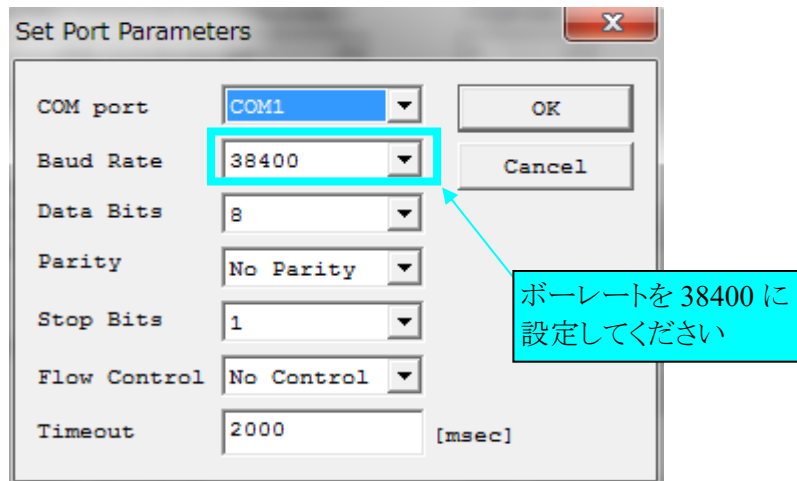 Set Port Parameters
COM port COM1 OK
Baud Rate 38400 Cancel
Data Bits 8
Parity No Parity
Stop Bits 1
Flow Control No Control
Timeout 2000 [msec]
ボーレートを 38400 に
設定してください